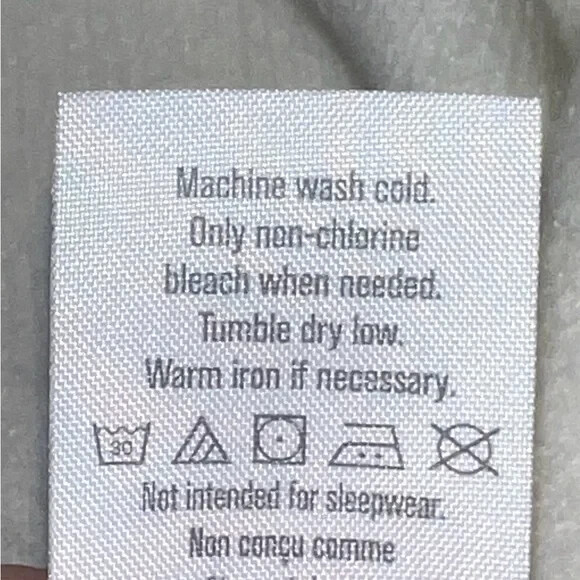 Machine wash cold.
Only non-chlorine
bleach when needed.
Tumble dry low.
Warm iron if necessary.
30
Not intended for sleepwear.
Non conçu comme